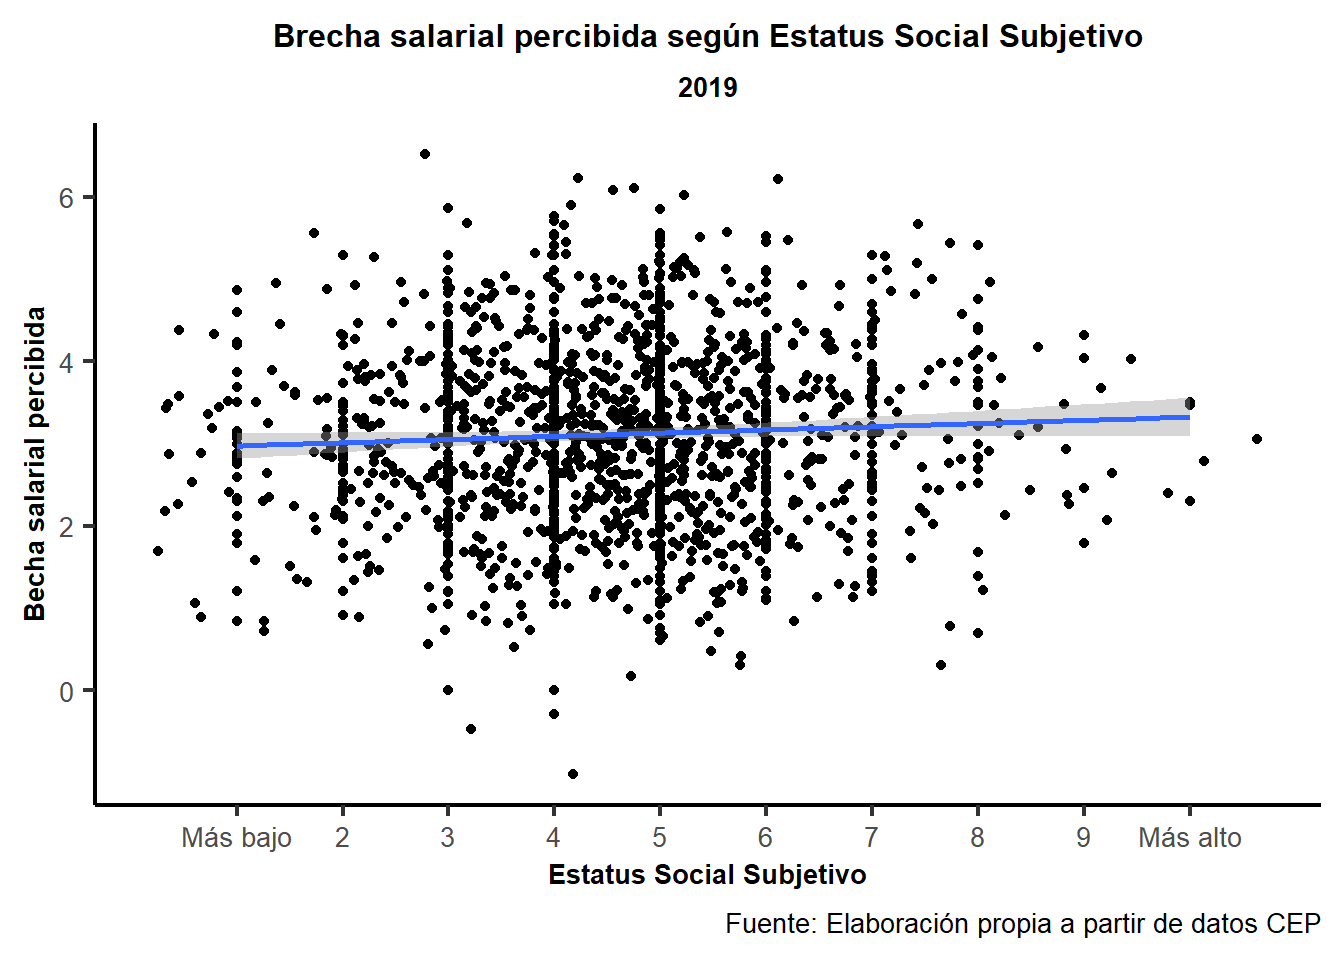 Brecha salarial percibida según Estatus Social Subjetivo
2019
Becha salarial percibida
6
4
2
0
Más bajo 2 3 4 5 6 7 8 9 Más alto
Estatus Social Subjetivo
Fuente: Elaboración propia a partir de datos CEP